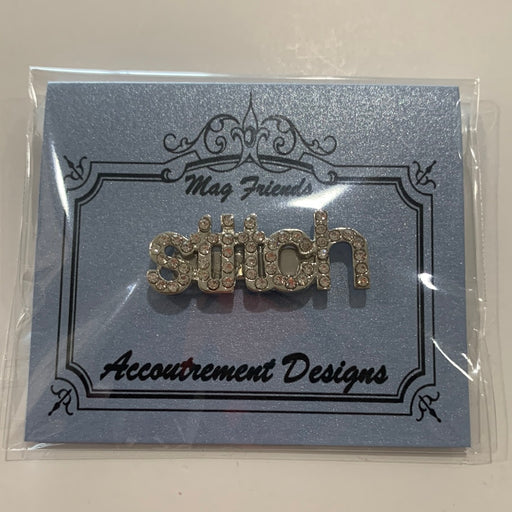 Mag Friends
stitch
Accoutrement Designs